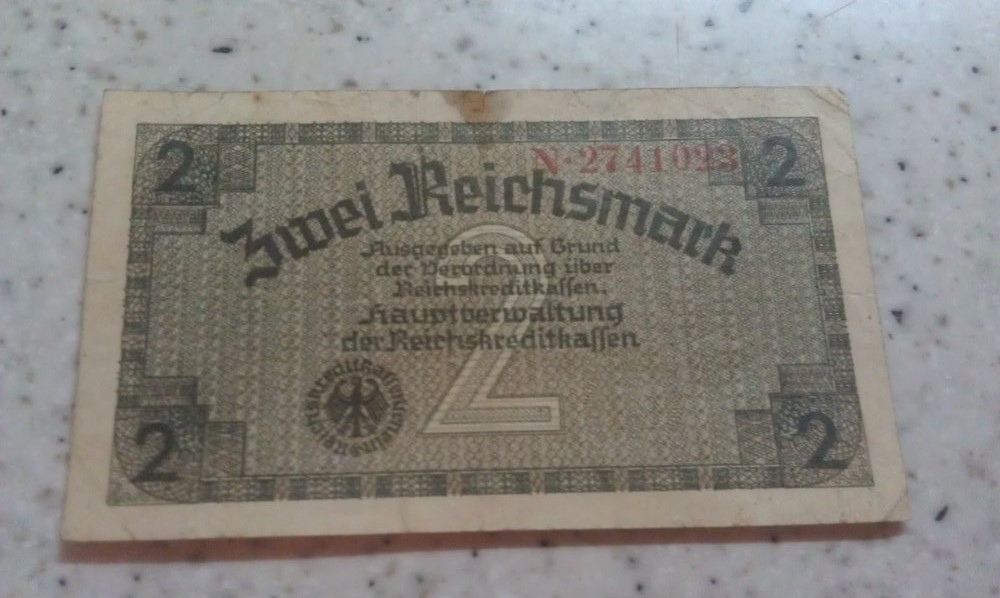 2
N·2741023
2
Zwei Reichsmark
Ausgegeben auf Grund
der Verordnung über
Reichskreditkassen.
Hauptverwaltung
der Reichskreditkassen
2
2
2